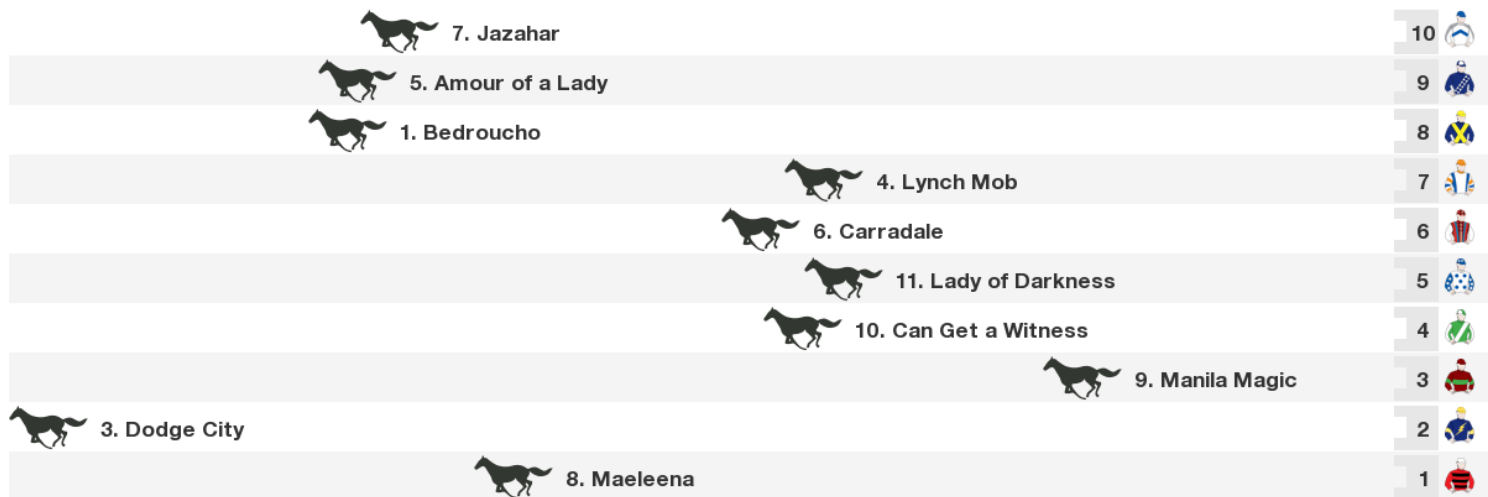 7. Jazahar 10
5. Amour of a Lady 9
1. Bedroucho 8
4. Lynch Mob 7
6. Carradale 6
11. Lady of Darkness 5
10. Can Get a Witness 4
9. Manila Magic 3
3. Dodge City 2
8. Maeleena 1